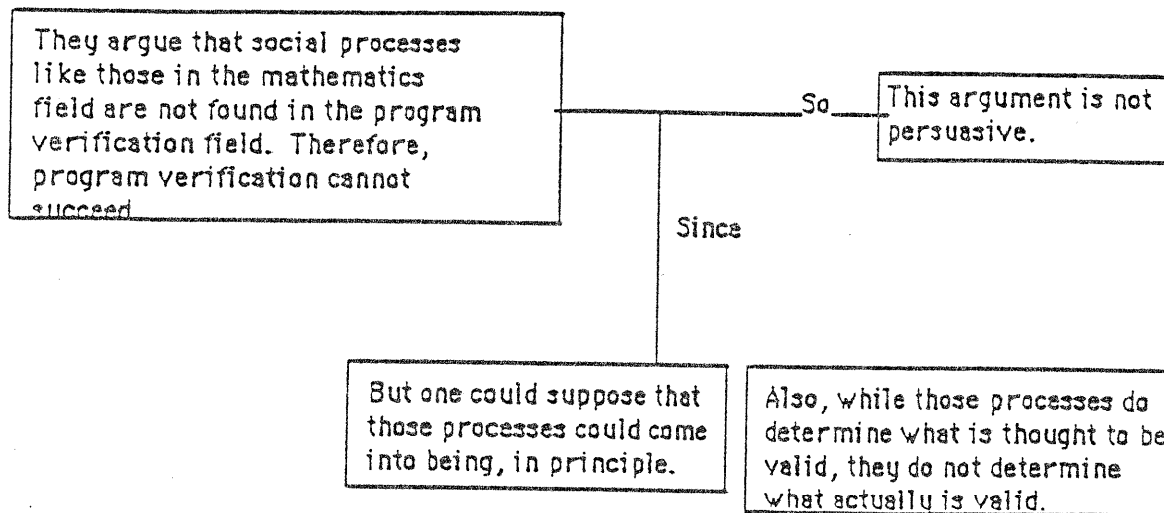 They argue that social processes
like those in the mathematics
field are not found in the program
verification field. Therefore,
program verification cannot
succeed
So
This argument is not
persuasive.
Since
But one could suppose that
those processes could come
into being, in principle.
Also, while those processes do
determine what is thought to be
valid, they do not determine
what actually is valid.